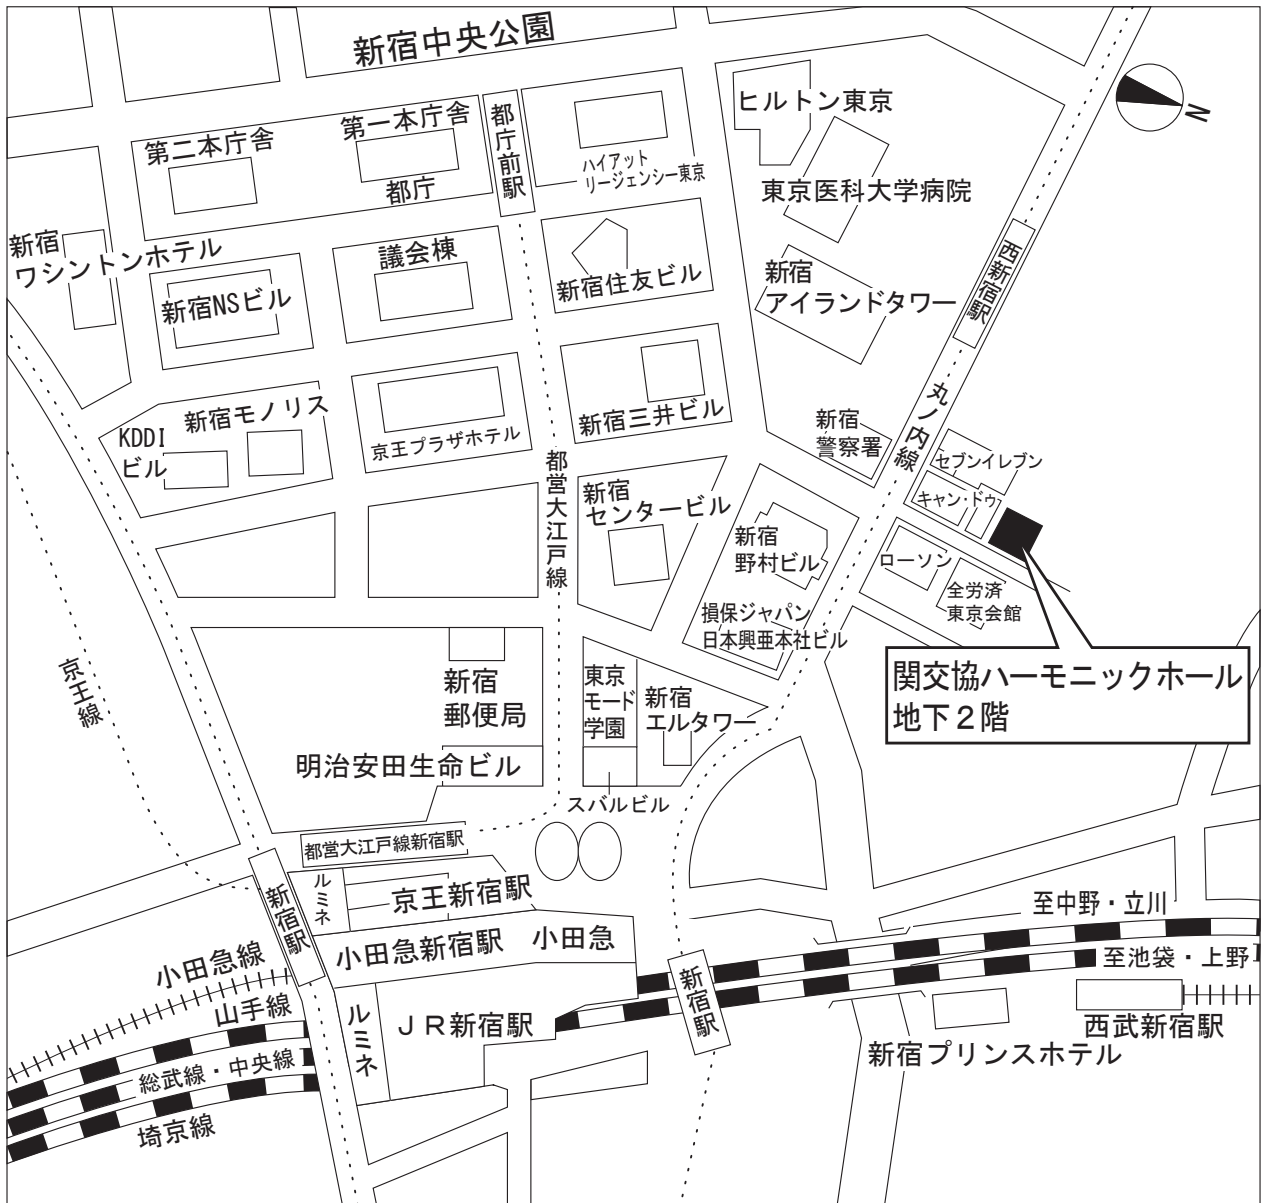 新宿中央公園
第二本庁舎
第一本庁舎
都庁
都庁前駅
ハイアット
リージェンシー東京
ヒルトン東京
東京医科大学病院
N
新宿
ワシントンホテル
新宿NSビル
議会棟
新宿住友ビル
新宿
アイランドタワー
西新宿駅
丸ノ内線
KDDI
ビル
新宿モノリス
京王プラザホテル
新宿三井ビル
新宿
警察署
セブンイレブン
キャン・ドゥ
都営大江戸線
新宿
センタービル
新宿
野村ビル
ローソン
全労済
東京会館
損保ジャパン
日本興亜本社ビル
関交協ハーモニックホール
地下2階
京王線
新宿
郵便局
東京
モード
学園
新宿
エルタワー
明治安田生命ビル
スバルビル
都営大江戸線新宿駅
新宿駅
ルミネ
京王新宿駅
小田急新宿駅
小田急
至中野・立川
至池袋・上野
小田急線
山手線
総武線・中央線
埼京線
ルミネ
JR新宿駅
新宿駅
新宿プリンスホテル
西武新宿駅